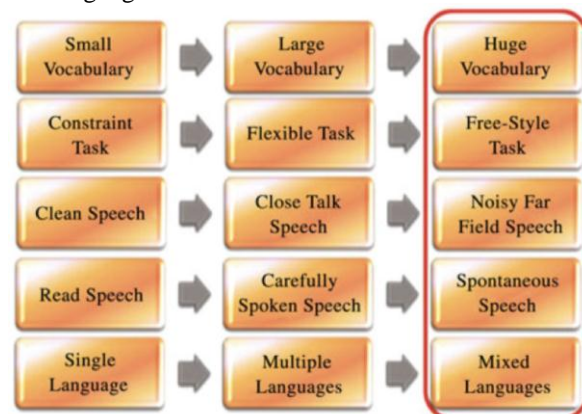 Small Vocabulary
Large Vocabulary
Huge Vocabulary
Constraint Task
Flexible Task
Free-Style Task
Clean Speech
Close Talk Speech
Noisy Far Field Speech
Read Speech
Carefully Spoken Speech
Spontaneous Speech
Single Language
Multiple Languages
Mixed Languages